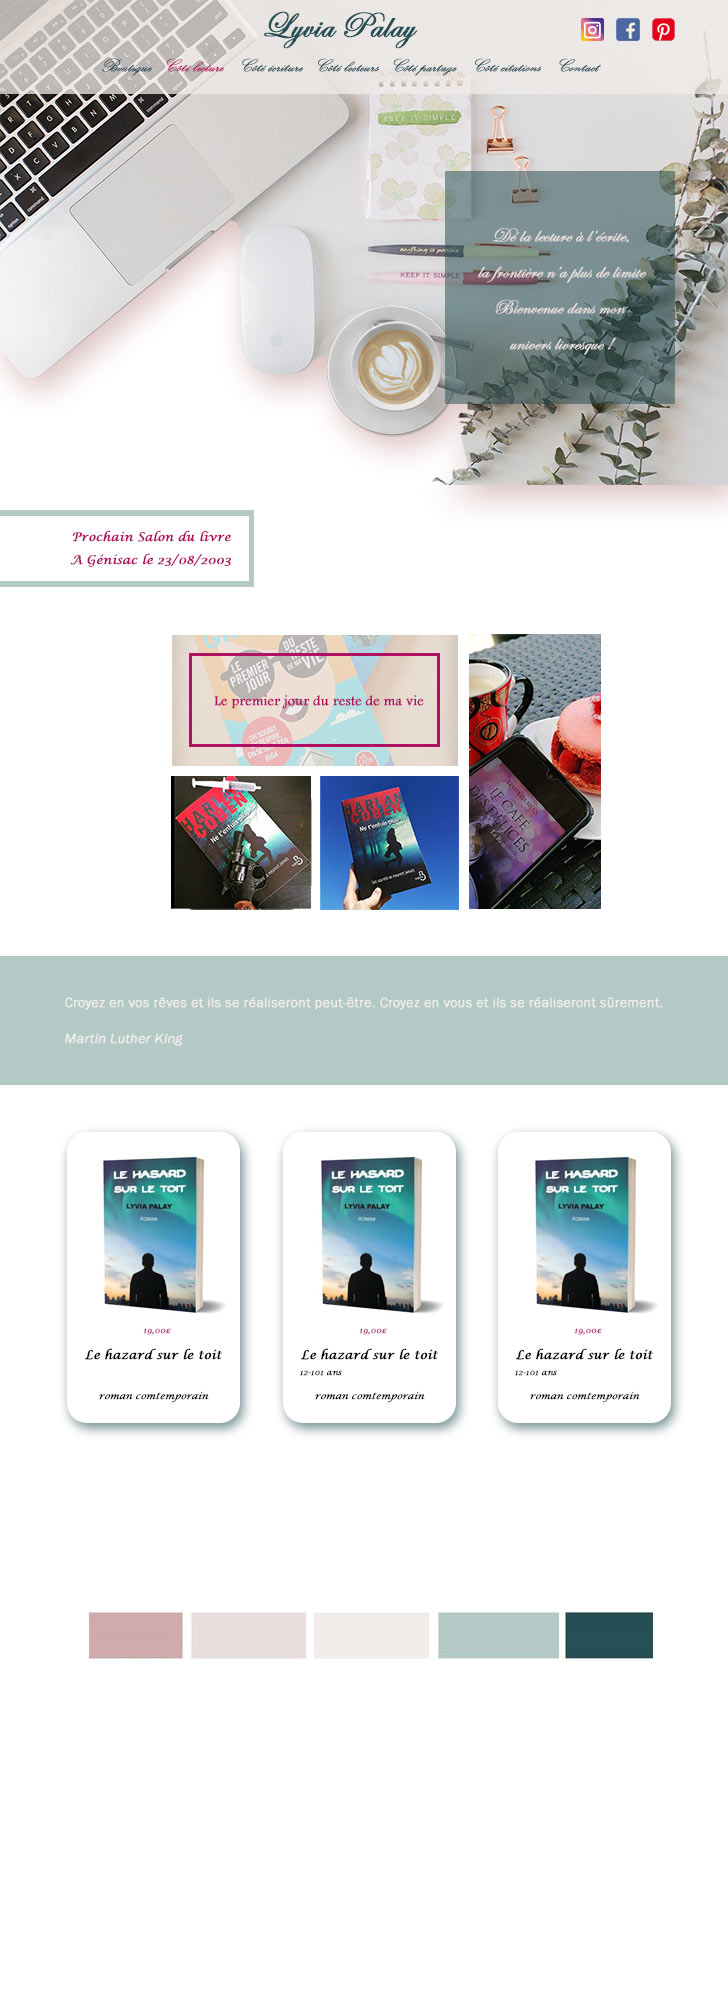 Lyvia Palay
Boutique Côté lecture Côté écriture Côté lecteurs Côté partage Côté citations Contact
KEEP IT SIMPLE
De la lecture à l'écrite,
la frontière n'a plus de limite
Bienvenue dans mon
univers livresque !
anything is possible
KEEP IT SIMPLE
Prochain Salon du livre
A Génisac le 23/08/2003
LE PREMIER JOUR
DU RESTE DE MA VIE
Le premier jour du reste de ma vie
ON SOURIT,
HARLAN COBEN
Ne t'enfuis plus
HARLAN COBEN
Ne t'enfuis plus
LE CAFÉ
DES DÉLICES
Croyez en vos rêves et ils se réaliseront peut-être. Croyez en vous et ils se réaliseront sûrement.
Martin Luther King
LE HASARD
SUR LE TOIT
LYVIA PALAY
ROMAN
19,00€
Le hazard sur le toit
roman comtemporain
LE HASARD
SUR LE TOIT
LYVIA PALAY
ROMAN
19,00€
Le hazard sur le toit
12-101 ans
roman comtemporain
LE HASARD
SUR LE TOIT
LYVIA PALAY
ROMAN
19,00€
Le hazard sur le toit
12-101 ans
roman comtemporain